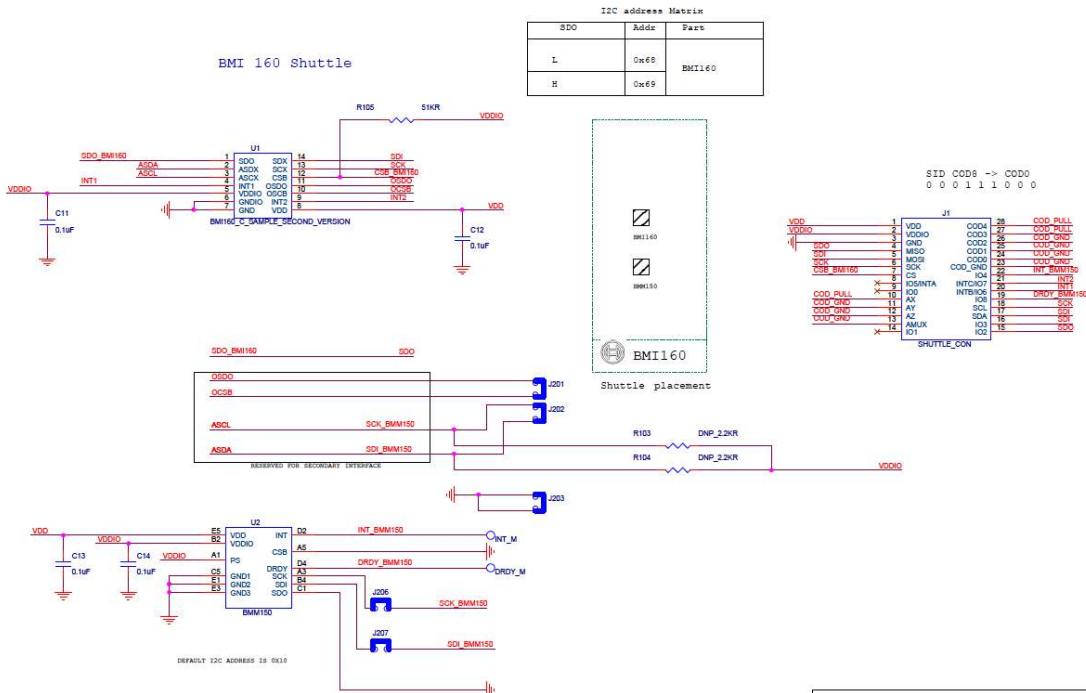 I2C address Matrix
SDO Addr Part
L 0x68 BMI160
H 0x69
BMI 160 Shuttle
R105 51KR
VDDIO
U1
SDO_BMI160 1 SDO SDX 14 SDI
ASDA 2 ASDX SCX 13 SCK
ASCL 3 ASCX CSB 12 CSB_BMI160
INT1 4 INT1 OSDO 11 OSDO
VDDIO 5 VDDIO OSCB 10 OCSB
6 GNDIO INT2 9 INT2
7 GND VDD 8 VDD
BMI160_C_SAMPLE_SECOND_VERSION
C11
0.1uF
C12
0.1uF
BMI160
BMM150
BMI160
Shuttle placement
SID COD8 -> COD0
0 0 0 1 1 1 0 0 0
J1
VDD 1 VDD COD4 28 COD_PULL
VDDIO 2 VDDIO COD3 27 COD_PULL
3 GND COD2 26 COD_GND
SDO 4 MISO COD1 25 COD_GND
SDI 5 MOSI COD0 24 COD_GND
SCK 6 SCK COD_GND 23 COD_GND
CSB_BMI160 7 CS IO4 22 INT_BMM150
8 IO5/INTA INTC/IO7 21 INT2
9 IO0 INTB/IO6 20 INT1
COD_PULL 10 AX IO8 19 DRDY_BMM150
COD_GND 11 AY SCL 18 SCK
COD_GND 12 AZ SDA 17 SDI
COD_GND 13 AMUX IO3 16 SDI
14 IO1 IO2 15 SDO
SHUTTLE_CON
SDO_BMI160 SDO
OSDO
OCSB
J201
J202
ASCL SCK_BMM150
ASDA SDI_BMM150
RESERVED FOR SECONDARY INTERFACE
R103 DNP_2.2KR
R104 DNP_2.2KR
VDDIO
J203
U2
VDD E5 VDD INT D2 INT_BMM150 INT_M
VDDIO B2 VDDIO CSB A5
VDDIO A1 PS DRDY D4 DRDY_BMM150 DRDY_M
C5 GND1 SCK A3
E1 GND2 SDI B4
E3 GND3 SDO C1
BMM150
C13
0.1uF
C14
0.1uF
J206
SCK_BMM150
J207
SDI_BMM150
DEFAULT I2C ADDRESS IS 0X10